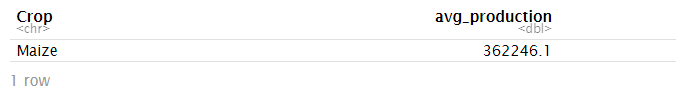 Crop avg_production
<chr> <dbl>
Maize 362246.1
1 row